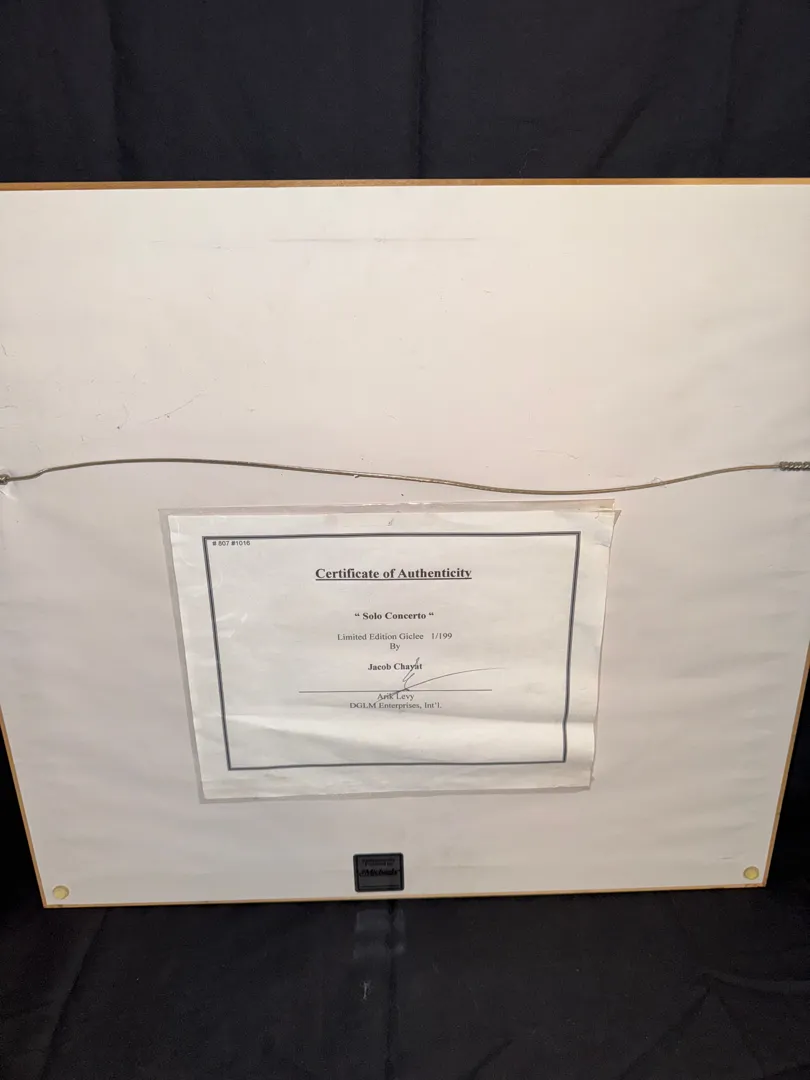 # 807 #1016
Certificate of Authenticity
“ Solo Concerto “
Limited Edition Giclee 1/199
By
Jacob Chayat
Arik Levy
DGLM Enterprises, Int'l.
Michaels